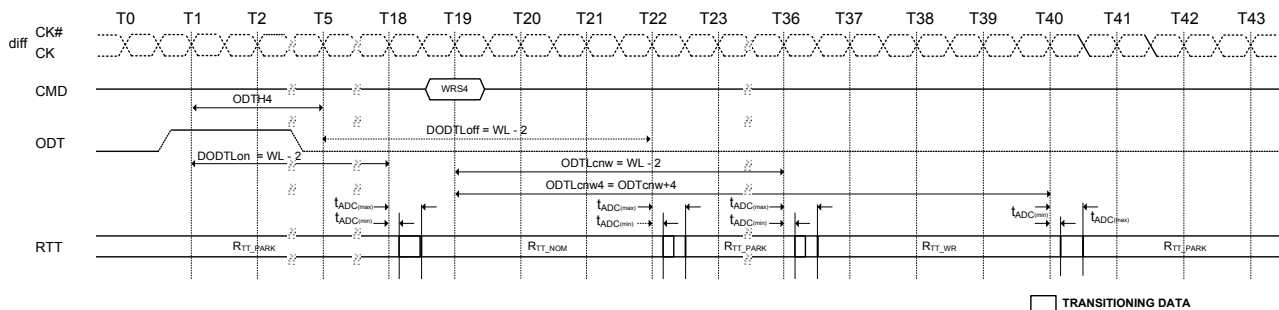 T0 T1 T2 T5 T18 T19 T20 T21 T22 T23 T36 T37 T38 T39 T40 T41 T42 T43
diff CK#
CK
CMD WRS4
ODTH4
DODTLoff = WL - 2
ODT
DODTLon = WL - 2 ODTLcnw = WL - 2
ODTLcnw4 = ODTcnw+4
tADC(max) tADC(max) tADC(max) tADC(min) tADC(max)
tADC(min) tADC(min) tADC(min)
RTT RTT_PARK RTT_NOM RTT_PARK RTT_WR RTT_PARK
TRANSITIONING DATA